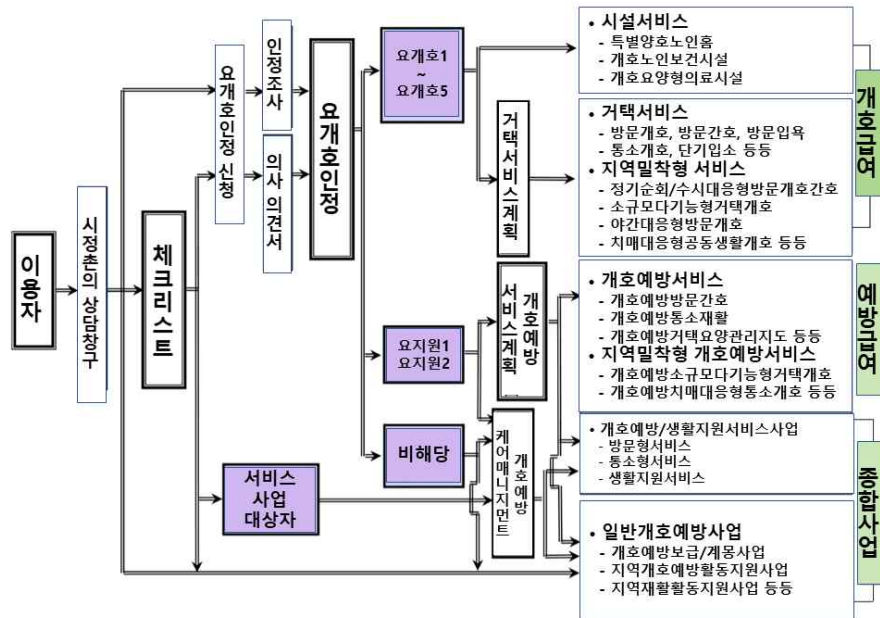 이용자
시정촌의 상담창구
체크리스트
요개호인정 신청
인정조사
의사 의견서
요개호인정
요개호1
~
요개호5
요지원1
요지원2
비해당
서비스
사업
대상자
거택서비스계획
개호예방
서비스계획
개호예방
케어매니지먼트
• 시설서비스
- 특별양호노인홈
- 개호노인보건시설
- 개호요양형의료시설
• 거택서비스
- 방문개호, 방문간호, 방문입욕
- 통소개호, 단기입소 등등
• 지역밀착형 서비스
- 정기순회/수시대응형방문개호간호
- 소규모다기능형거택개호
- 야간대응형방문개호
- 치매대응형공동생활개호 등등
개호급여
• 개호예방서비스
- 개호예방방문간호
- 개호예방통소재활
- 개호예방거택요양관리지도 등등
• 지역밀착형 개호예방서비스
- 개호예방소규모다기능형거택개호
- 개호예방치매대응형통소개호 등등
예방급여
• 개호예방/생활지원서비스사업
- 방문형서비스
- 통소형서비스
- 생활지원서비스
• 일반개호예방사업
- 개호예방보급/계몽사업
- 지역개호예방활동지원사업
- 지역재활활동지원사업 등등
종합사업